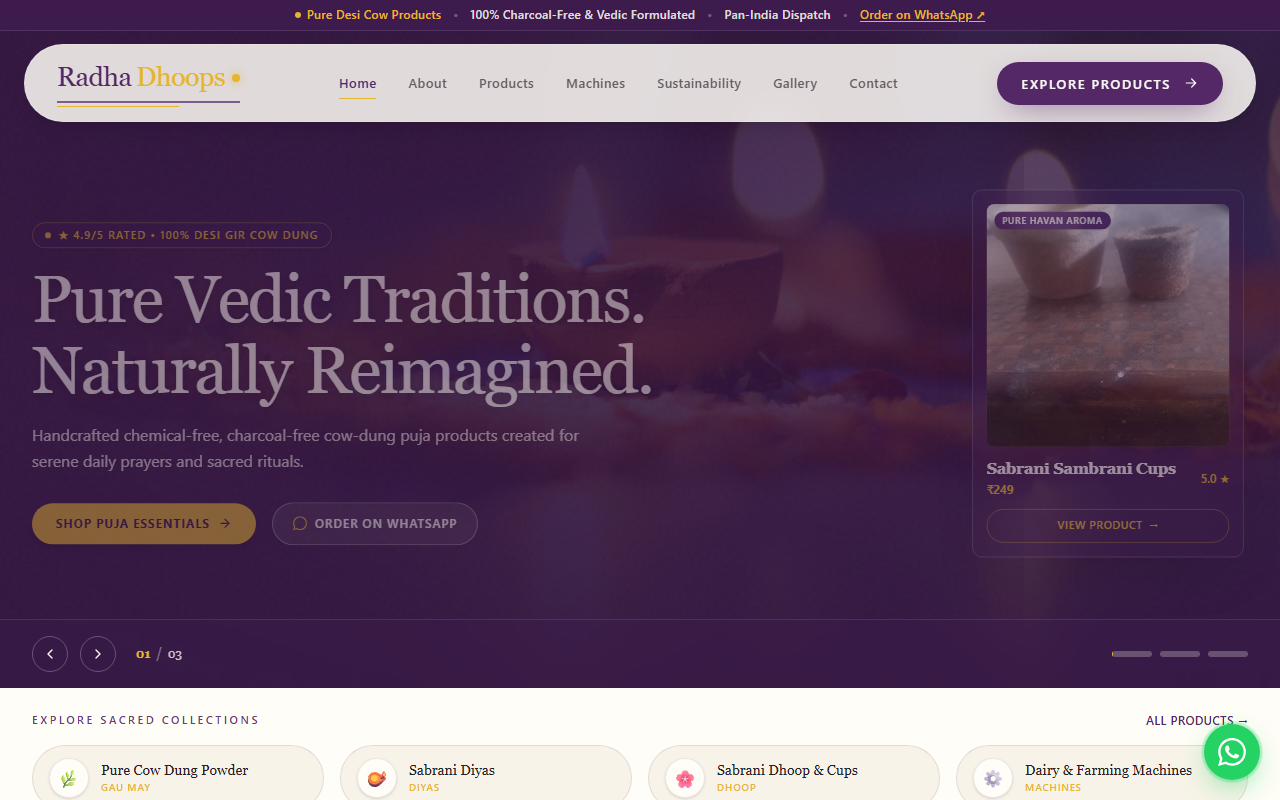 Pure Desi Cow Products • 100% Charcoal-Free & Vedic Formulated • Pan-India Dispatch • Order on WhatsApp ↗
Radha Dhoops
Home About Products Machines Sustainability Gallery Contact
EXPLORE PRODUCTS →
★ 4.9/5 RATED • 100% DESI GIR COW DUNG
Pure Vedic Traditions.
Naturally Reimagined.
Handcrafted chemical-free, charcoal-free cow-dung puja products created for
serene daily prayers and sacred rituals.
SHOP PUJA ESSENTIALS →
ORDER ON WHATSAPP
PURE HAVAN AROMA
Sabrani Sambrani Cups
₹249
5.0 ★
VIEW PRODUCT →
01 / 03
EXPLORE SACRED COLLECTIONS
ALL PRODUCTS →
Pure Cow Dung Powder
GAU MAY
Sabrani Diyas
DIYAS
Sabrani Dhoop & Cups
DHOOP
Dairy & Farming Machines
MACHINES